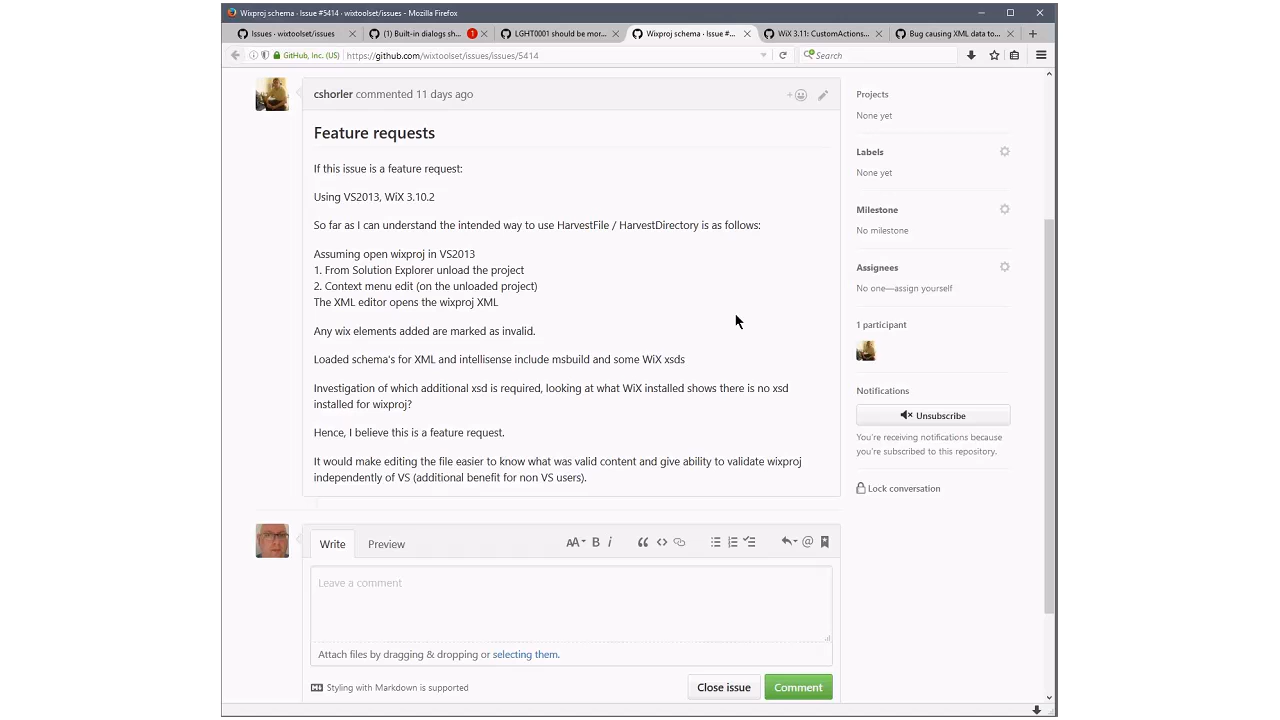 Wixproj schema · Issue #5414 · wixtoolset/issues - Mozilla Firefox
Issues · wixtoolset/issues
(1) Built-in dialogs sh...
1
LGHT0001 should be mor...
Wixproj schema · Issue #...
WiX 3.11: CustomActions...
Bug causing XML data to...
GitHub, Inc. (US)
https://github.com/wixtoolset/issues/issues/5414
Search
cshorler commented 11 days ago
Feature requests
If this issue is a feature request:
Using VS2013, WiX 3.10.2
So far as I can understand the intended way to use HarvestFile / HarvestDirectory is as follows:
Assuming open wixproj in VS2013
1. From Solution Explorer unload the project
2. Context menu edit (on the unloaded project)
The XML editor opens the wixproj XML
Any wix elements added are marked as invalid.
Loaded schema's for XML and intellisense include msbuild and some WiX xsds
Investigation of which additional xsd is required, looking at what WiX installed shows there is no xsd
installed for wixproj?
Hence, I believe this is a feature request.
It would make editing the file easier to know what was valid content and give ability to validate wixproj
independently of VS (additional benefit for non VS users).
Projects
None yet
Labels
None yet
Milestone
No milestone
Assignees
No one—assign yourself
1 participant
Notifications
Unsubscribe
You're receiving notifications because
you're subscribed to this repository.
Lock conversation
Write
Preview
AA
B
i
Leave a comment
Attach files by dragging & dropping or selecting them.
Styling with Markdown is supported
Close issue
Comment